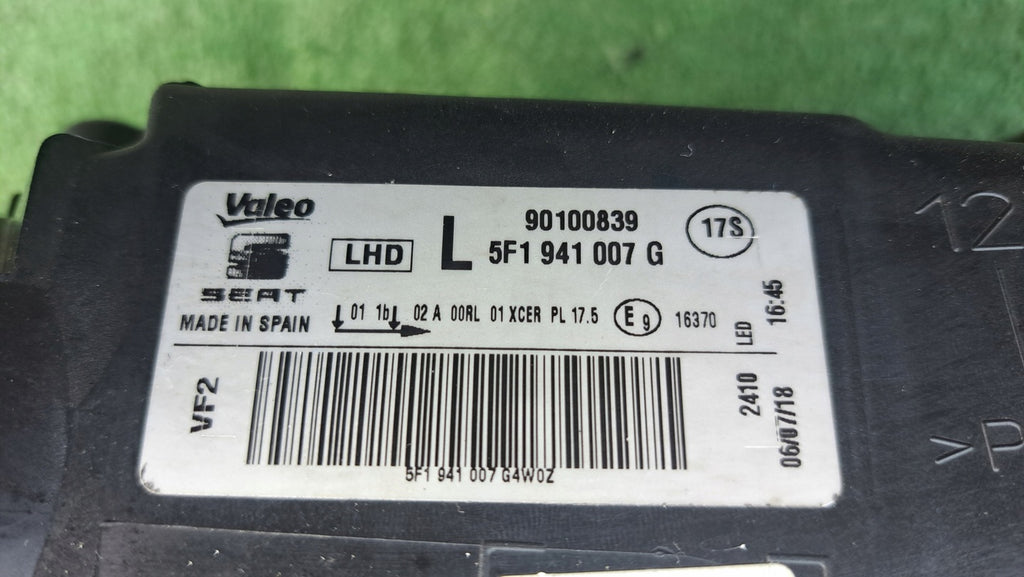 Valeo
SEAT
MADE IN SPAIN
LHD
L
90100839
5F1 941 007 G
17S
01 1b 02 A 00RL 01 XCER PL 17.5 E9 16370
LED
16:45
VF2
5F1 941 007 G4W0Z
2410
06/07/18
12
>P